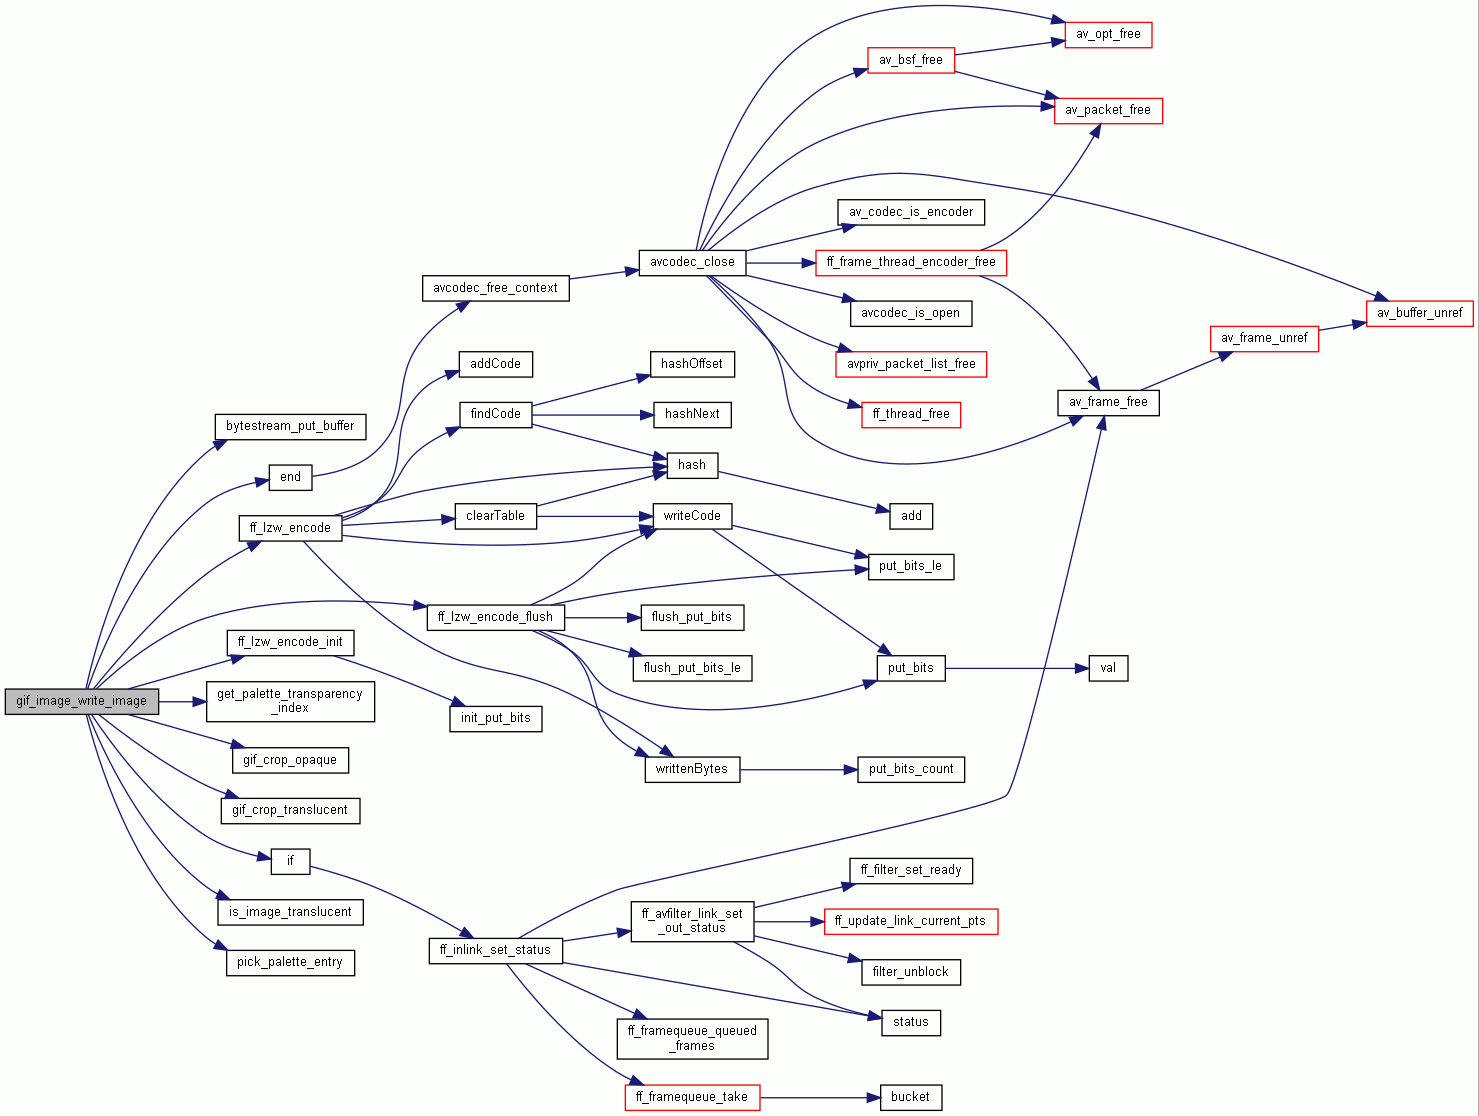 av_opt_free
av_bsf_free
av_packet_free
av_codec_is_encoder
avcodec_close
ff_frame_thread_encoder_free
avcodec_free_context
avcodec_is_open
av_buffer_unref
av_frame_unref
addCode
hashOffset
avpriv_packet_list_free
av_frame_free
findCode
hashNext
ff_thread_free
bytestream_put_buffer
end
hash
ff_lzw_encode
clearTable
writeCode
add
put_bits_le
ff_lzw_encode_flush
flush_put_bits
ff_lzw_encode_init
flush_put_bits_le
put_bits
val
gif_image_write_image
get_palette_transparency
_index
init_put_bits
gif_crop_opaque
writtenBytes
put_bits_count
gif_crop_translucent
if
ff_filter_set_ready
is_image_translucent
ff_avfilter_link_set
_out_status
ff_update_link_current_pts
ff_inlink_set_status
pick_palette_entry
filter_unblock
status
ff_framequeue_queued
_frames
ff_framequeue_take
bucket